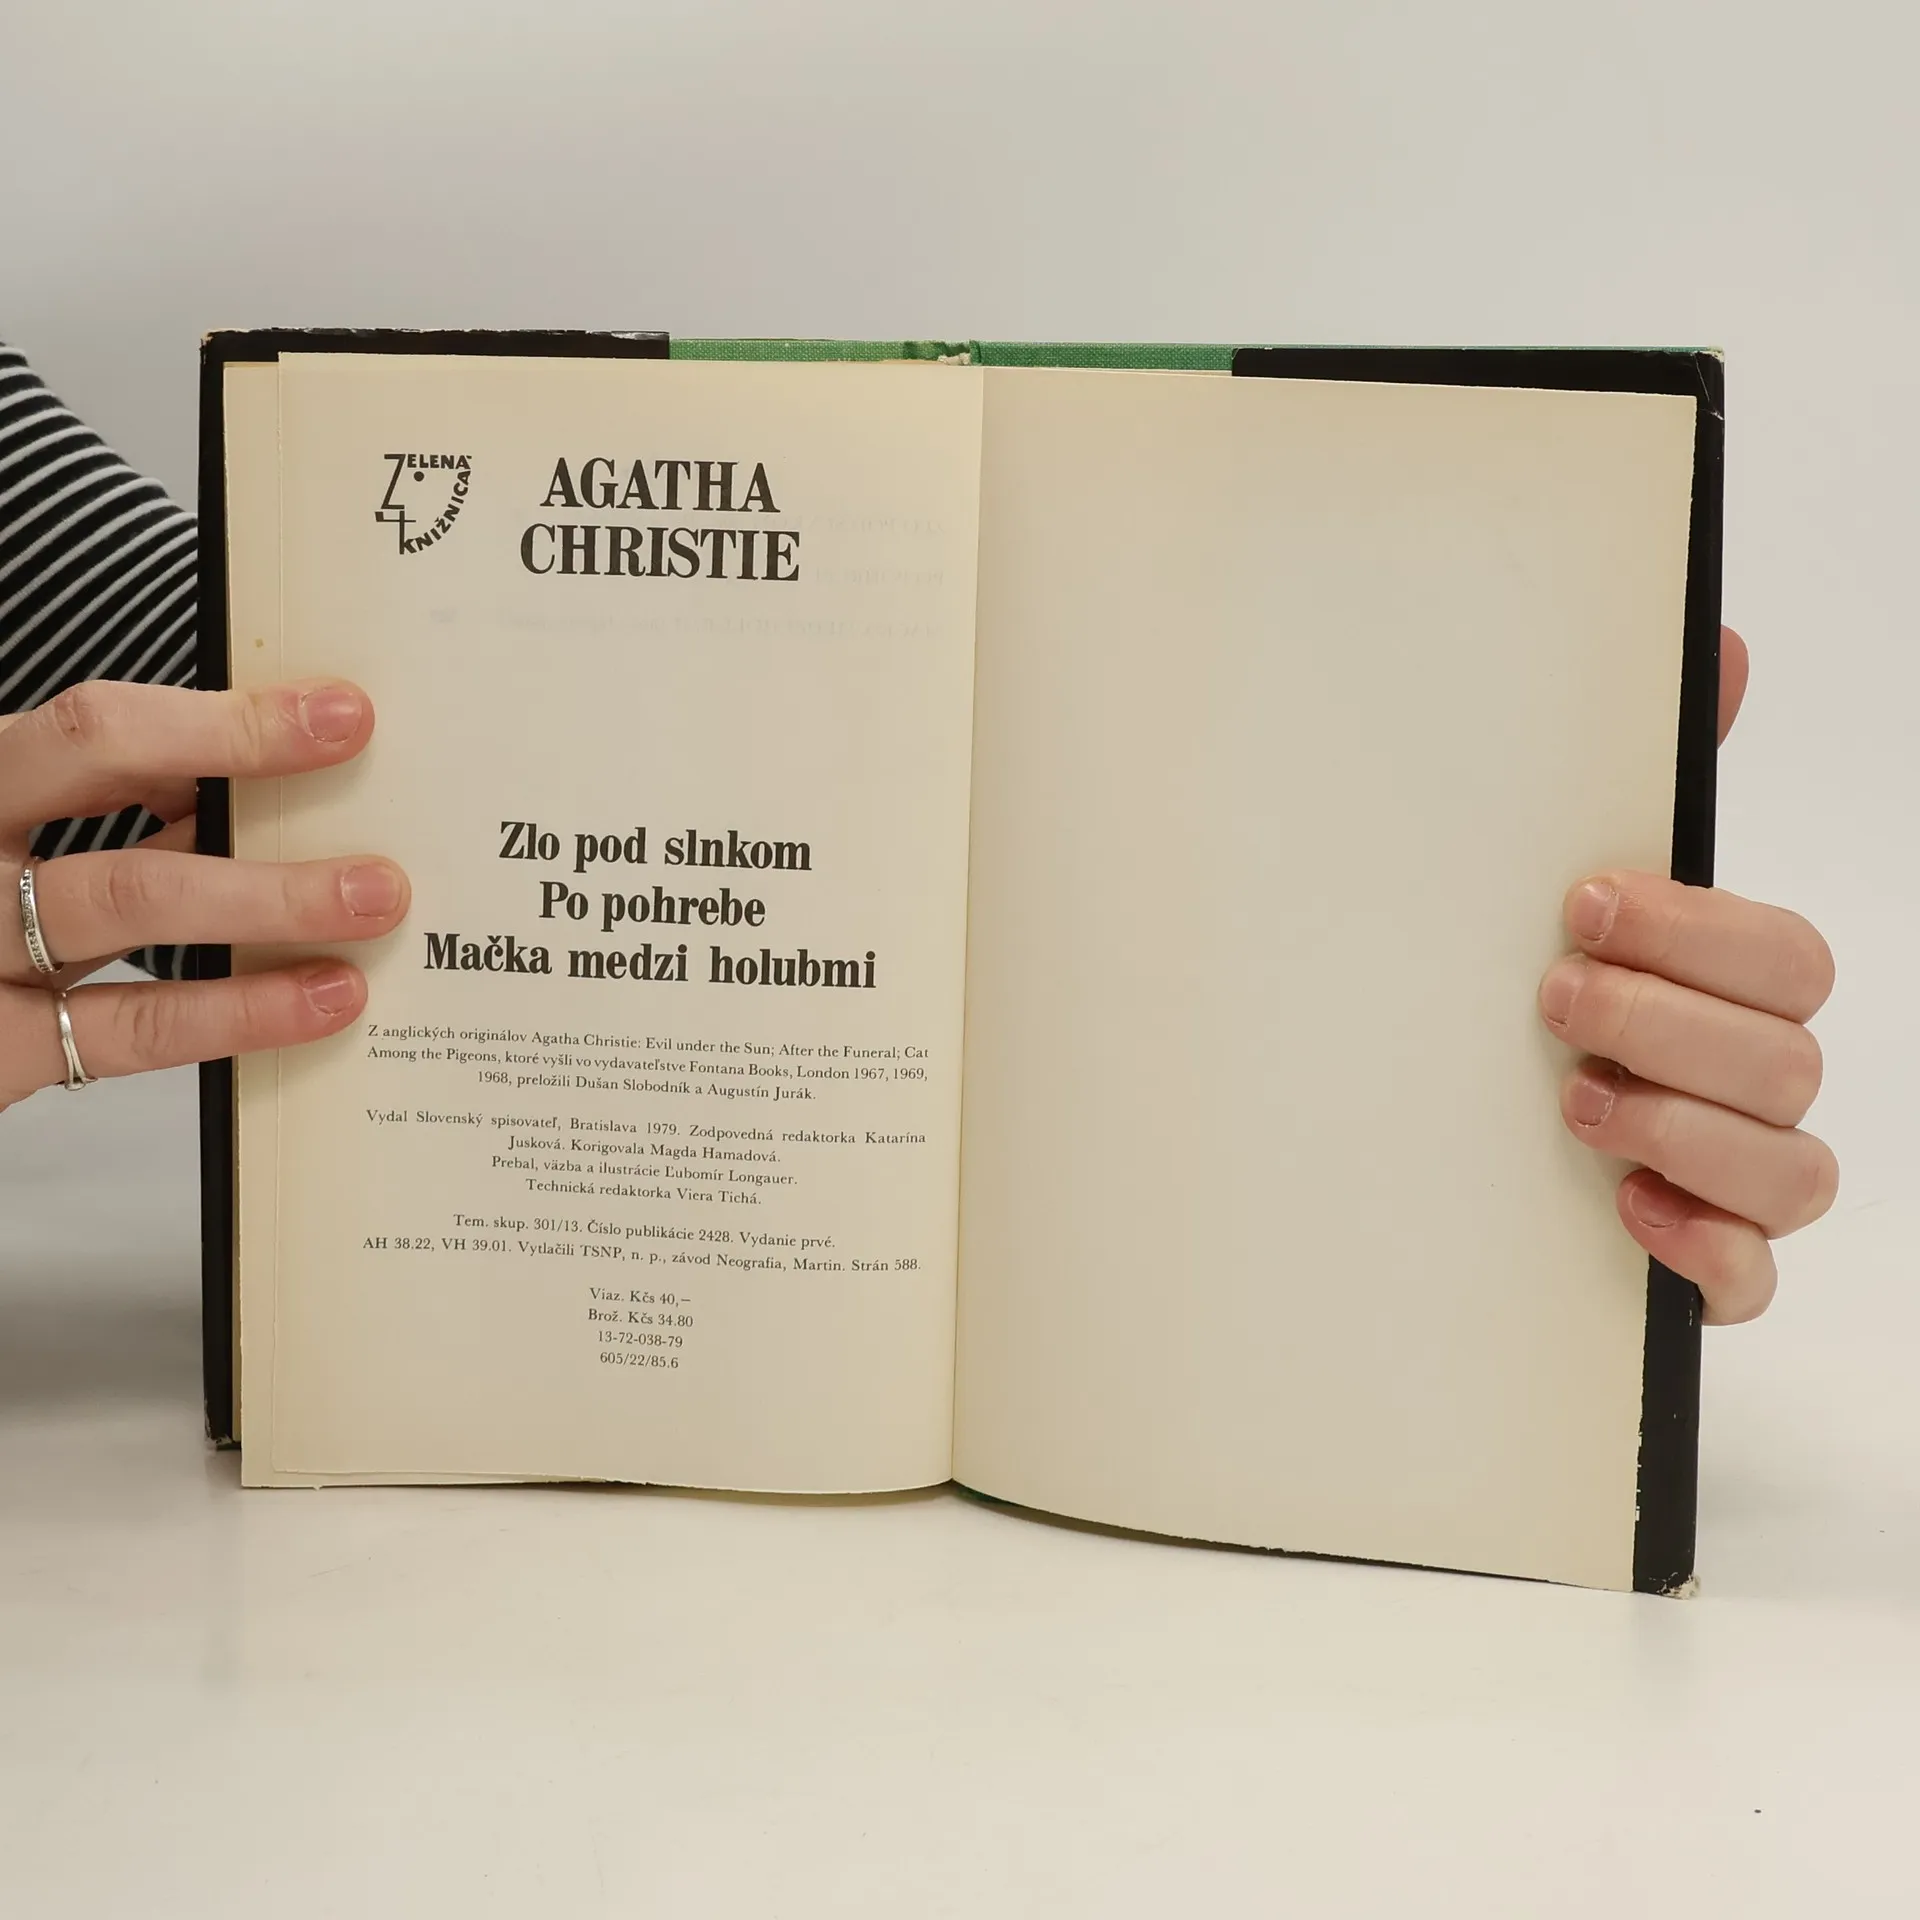 ZELENÁ
KNIŽNICA
AGATHA
CHRISTIE
Zlo pod slnkom
Po pohrebe
Mačka medzi holubmi
Z anglických originálov Agatha Christie: Evil under the Sun; After the Funeral; Cat
Among the Pigeons, ktoré vyšli vo vydavateľstve Fontana Books, London 1967, 1969,
1968, preložili Dušan Slobodník a Augustín Jurák.
Vydal Slovenský spisovateľ, Bratislava 1979. Zodpovedná redaktorka Katarína
Jusková. Korigovala Magda Hamadová.
Prebal, väzba a ilustrácie Ľubomír Longauer.
Technická redaktorka Viera Tichá.
Tem. skup. 301/13. Číslo publikácie 2428. Vydanie prvé.
AH 38.22, VH 39.01. Vytlačili TSNP, n. p., závod Neografia, Martin. Strán 588.
Viaz. Kčs 40,—
Brož. Kčs 34.80
13-72-038-79
605/22/85.6